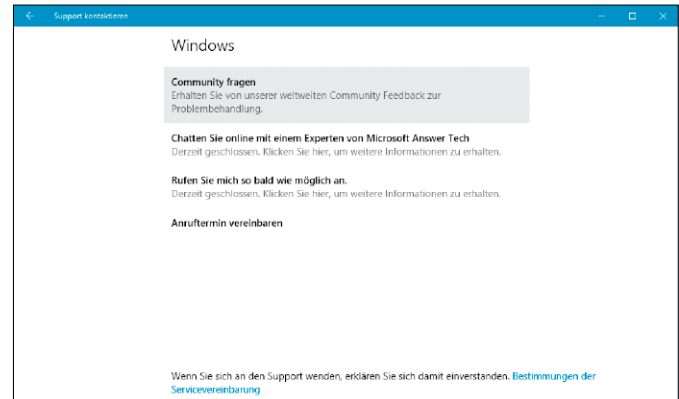 Support kontaktieren
Windows
Community fragen
Erhalten Sie von unserer weltweiten Community Feedback zur
Problembehandlung.
Chatten Sie online mit einem Experten von Microsoft Answer Tech
Derzeit geschlossen. Klicken Sie hier, um weitere Informationen zu erhalten.
Rufen Sie mich so bald wie möglich an.
Derzeit geschlossen. Klicken Sie hier, um weitere Informationen zu erhalten.
Anruftermin vereinbaren
Wenn Sie sich an den Support wenden, erklären Sie sich damit einverstanden. Bestimmungen der
Servicevereinbarung